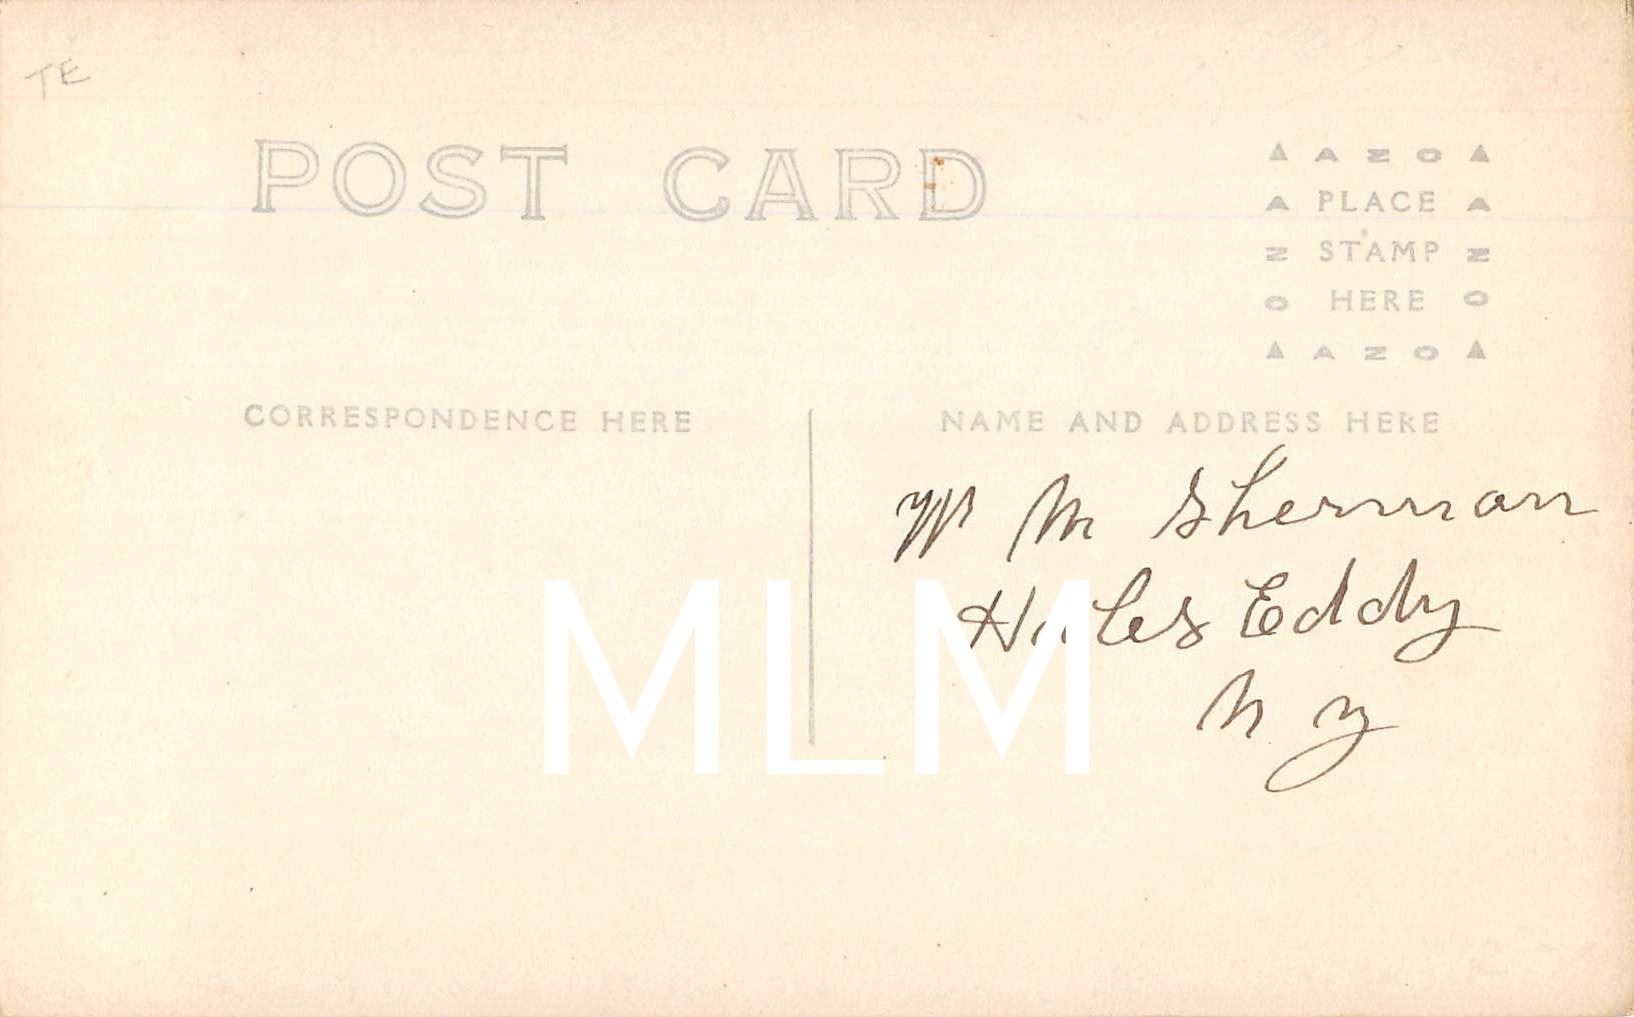 TE
POST CARD
▲ AZO ▲
A PLACE A
Z STAMP Z
O HERE O
▲ AZO ▲
CORRESPONDENCE HERE
NAME AND ADDRESS HERE
W M Sherman
Hales Eddy
N Y
MLM